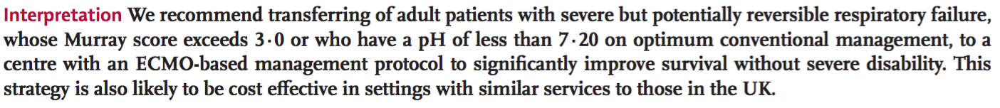 Interpretation We recommend transferring of adult patients with severe but potentially reversible respiratory failure,
whose Murray score exceeds 3·0 or who have a pH of less than 7·20 on optimum conventional management, to a
centre with an ECMO-based management protocol to significantly improve survival without severe disability. This
strategy is also likely to be cost effective in settings with similar services to those in the UK.